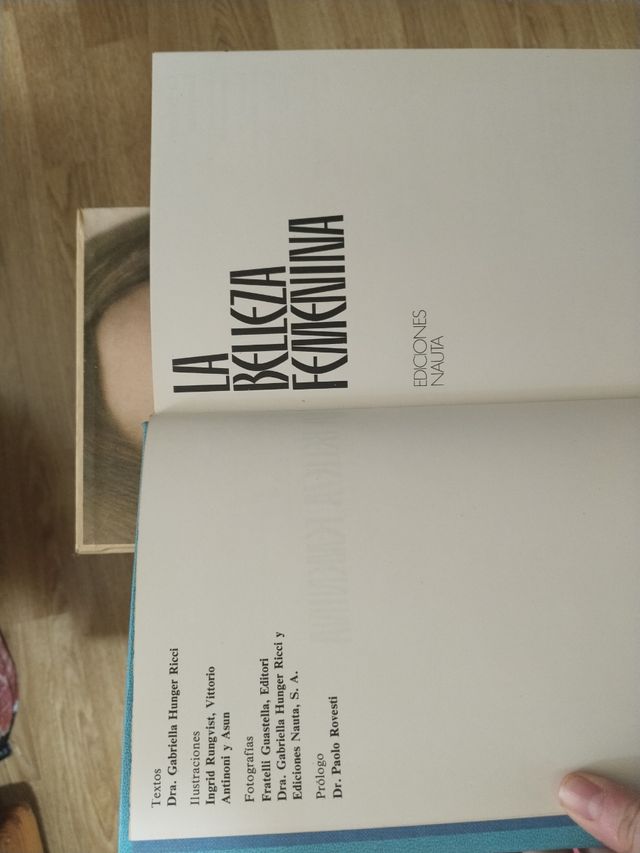 Textos
Dra. Gabriella Hunger Ricci
Ilustraciones
Ingrid Rungvist, Vittorio
Antinoni y Asun
Fotografías
Fratelli Guastella, Editori
Dra. Gabriella Hunger Ricci y
Ediciones Nauta, S. A.
Prólogo
Dr. Paolo Rovesti
LA
BELLEZA
FEMENINA
EDICIONES
NAUTA